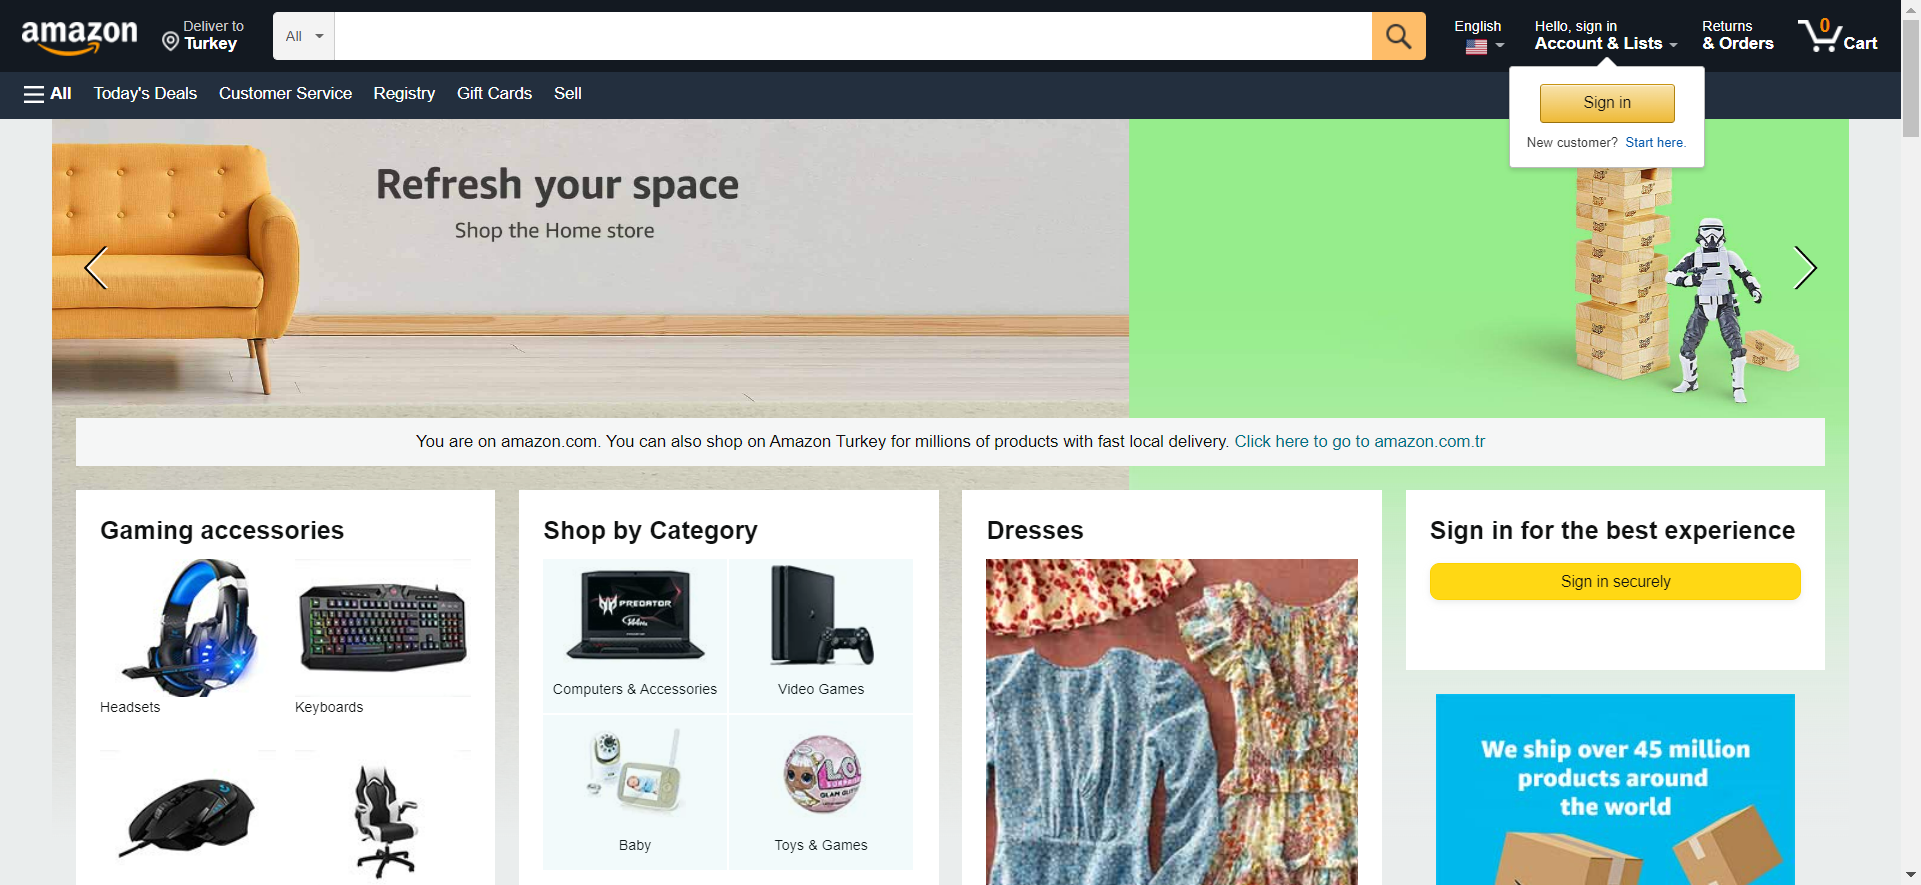 amazon
Deliver to
Turkey
All
English
Hello, sign in
Account & Lists
Returns
& Orders
0
Cart
All
Today's Deals
Customer Service
Registry
Gift Cards
Sell
Sign in
New customer? Start here.
Refresh your space
Shop the Home store
You are on amazon.com. You can also shop on Amazon Turkey for millions of products with fast local delivery. Click here to go to amazon.com.tr
Gaming accessories
Headsets
Keyboards
Shop by Category
PREDATOR
144Hz
Computers & Accessories
Video Games
Baby
L.O.L
SURPRISE
GLAM GLITTER
Toys & Games
Dresses
Sign in for the best experience
Sign in securely
We ship over 45 million
products around
the world